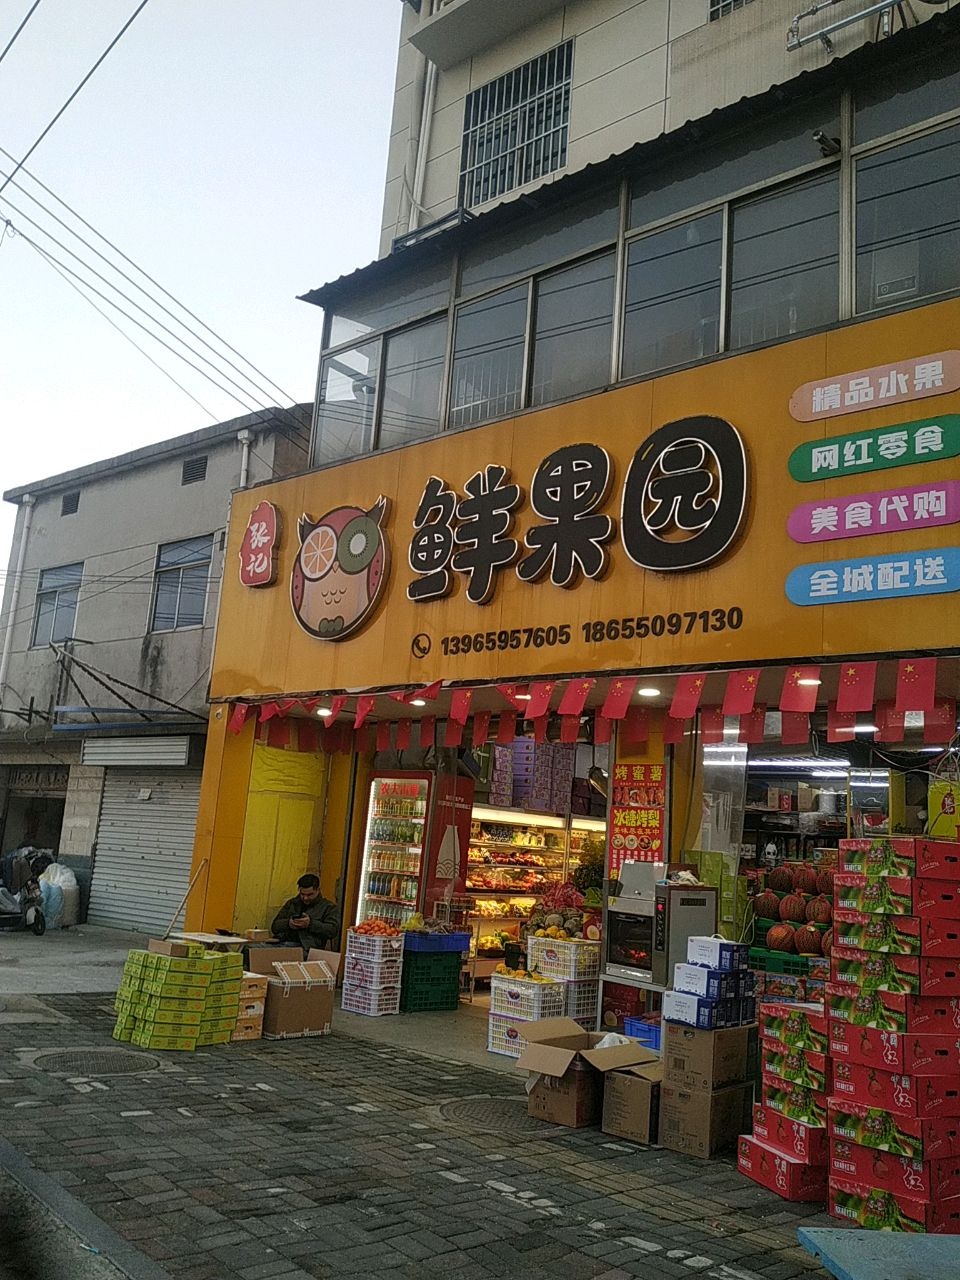 张记
鲜果园
13965957605 18655097130
精品水果
网红零食
美食代购
全城配送
农夫山泉
烤蜜薯
冰糖烤梨